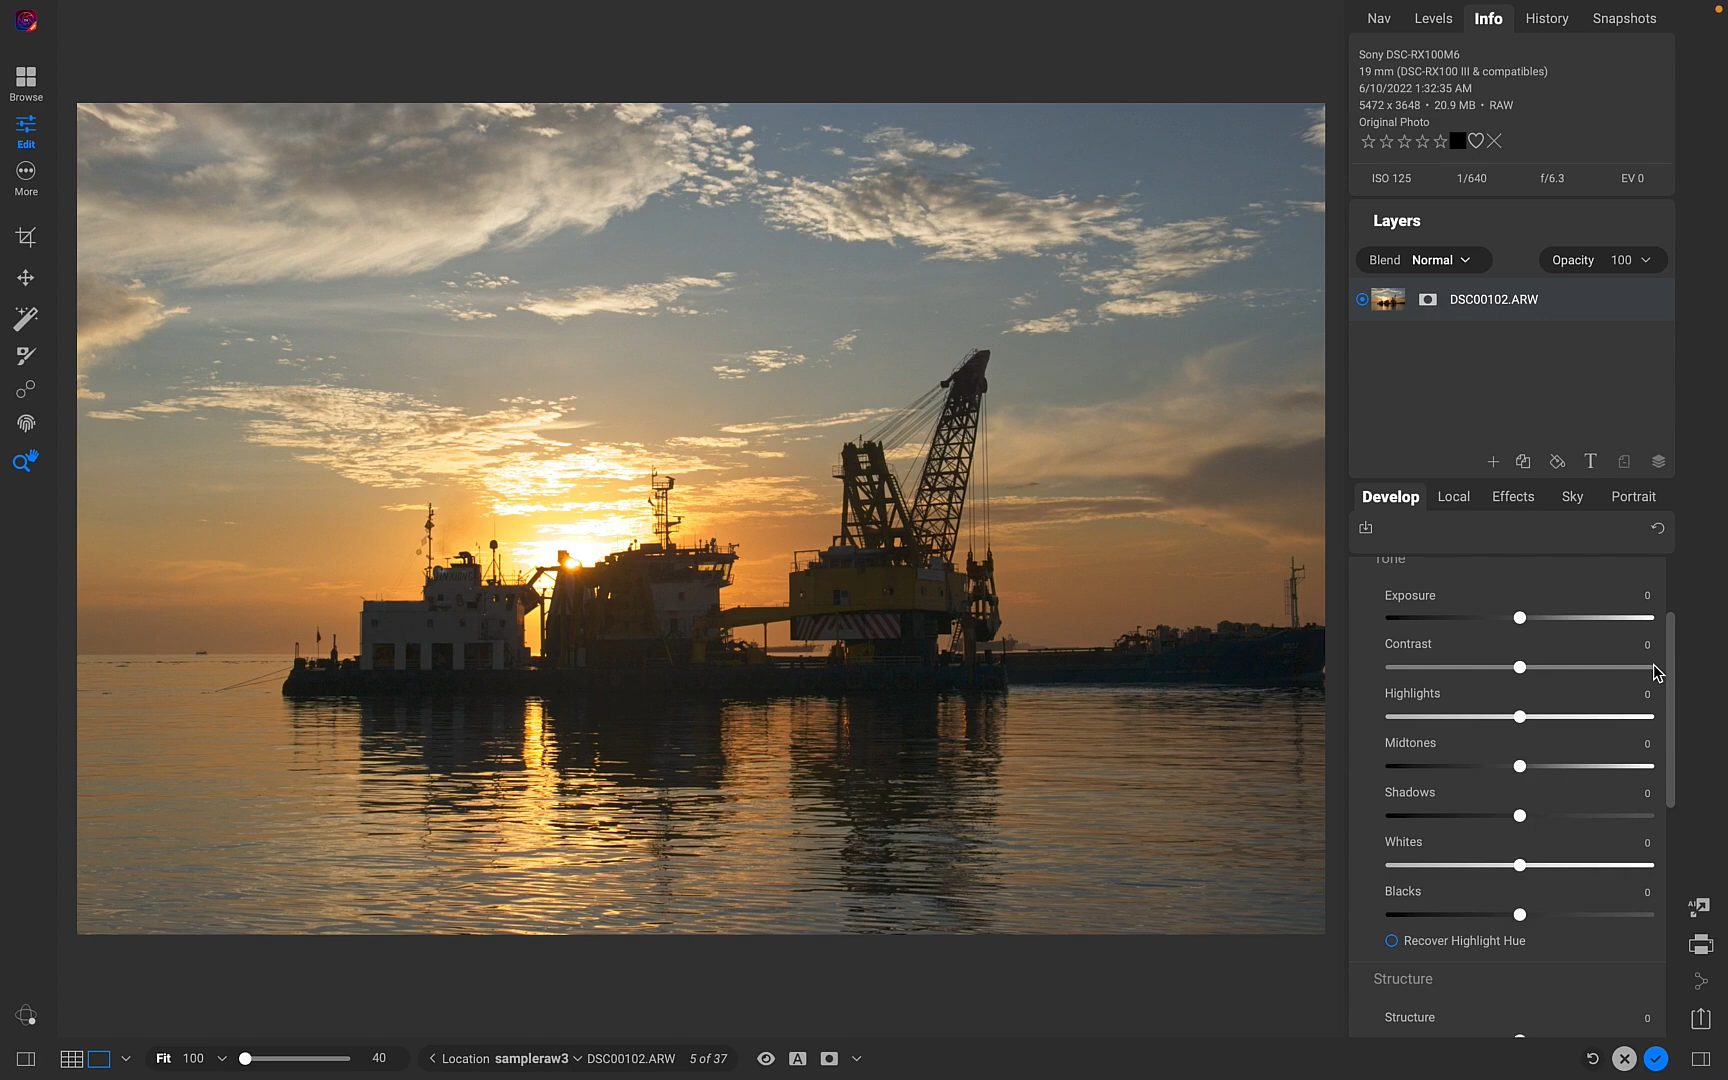 Nav Levels Info History Snapshots
Browse
Edit
More
Sony DSC-RX100M6
19 mm (DSC-RX100 III & compatibles)
6/10/2022 1:32:35 AM
5472 x 3648 • 20.9 MB • RAW
Original Photo
ISO 125 1/640 f/6.3 EV 0
Layers
Blend Normal Opacity 100
DSC00102.ARW
T
Develop Local Effects Sky Portrait
Tone
Exposure 0
Contrast 0
Highlights 0
Midtones 0
Shadows 0
Whites 0
Blacks 0
Recover Highlight Hue
Structure
Structure 0
AI
Fit 100 40 Location sampleraw3 DSC00102.ARW 5 of 37 A